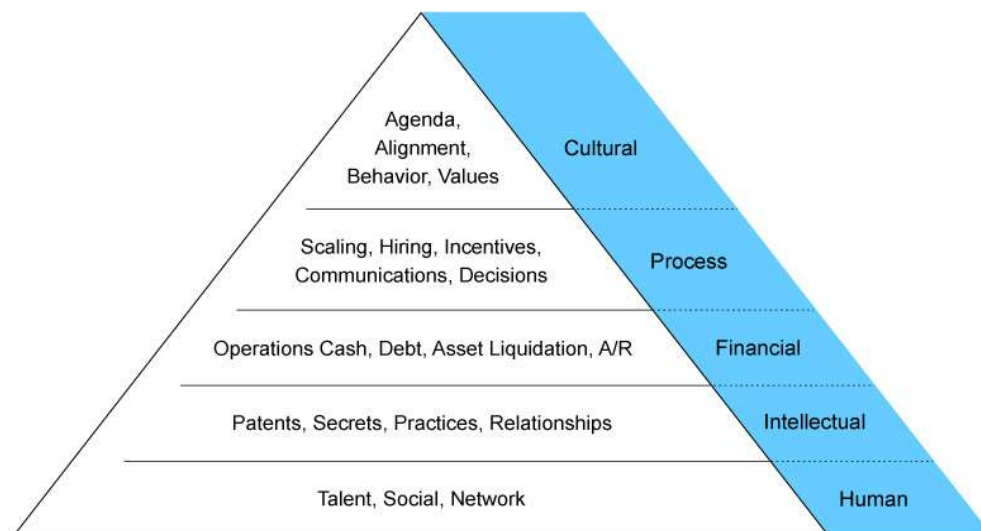 Agenda,
Alignment,
Behavior, Values
Cultural
Scaling, Hiring, Incentives,
Communications, Decisions
Process
Operations Cash, Debt, Asset Liquidation, A/R
Financial
Patents, Secrets, Practices, Relationships
Intellectual
Talent, Social, Network
Human